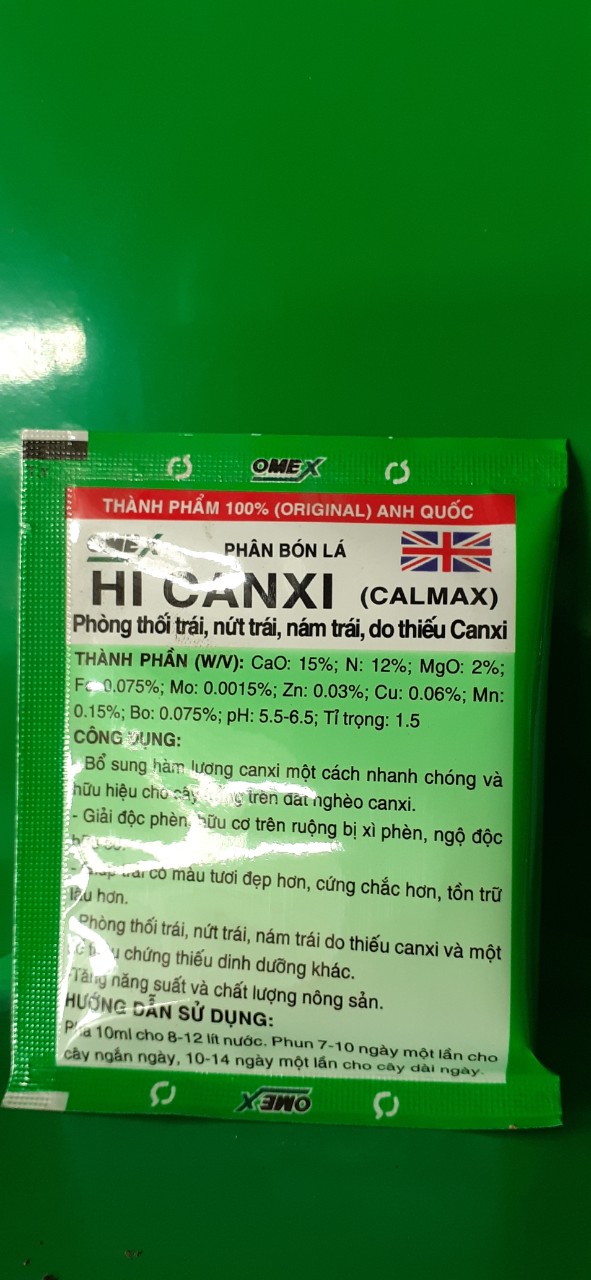 OMEX
THÀNH PHẨM 100% (ORIGINAL) ANH QUỐC
OMEX
PHÂN BÓN LÁ
HI CANXI (CALMAX)
Phòng thối trái, nứt trái, nám trái, do thiếu Canxi
THÀNH PHẦN (W/V): CaO: 15%; N: 12%; MgO: 2%;
0.075%; Mo: 0.0015%; Zn: 0.03%; Cu: 0.06%; Mn:
0.15%; Bo: 0.075%; pH: 5.5-6.5; Tỉ trọng: 1.5
CÔNG DỤNG:
- Bổ sung hàm lượng canxi một cách nhanh chóng và
hữu hiệu cho trên đất nghèo canxi.
- Giải độc phèn, hữu cơ trên ruộng bị xì phèn, ngộ độc
có màu tươi đẹp hơn, cứng chắc hơn, tồn trữ
lâu hơn.
Phòng thối trái, nứt trái, nám trái do thiếu canxi và một
chứng thiếu dinh dưỡng khác.
-Tăng năng suất và chất lượng nông sản.
HƯỚNG DẪN SỬ DỤNG:
Pha 10ml cho 8-12 lít nước. Phun 7-10 ngày một lần cho
cây ngắn ngày, 10-14 ngày một lần cho cây dài ngày.
OMEX